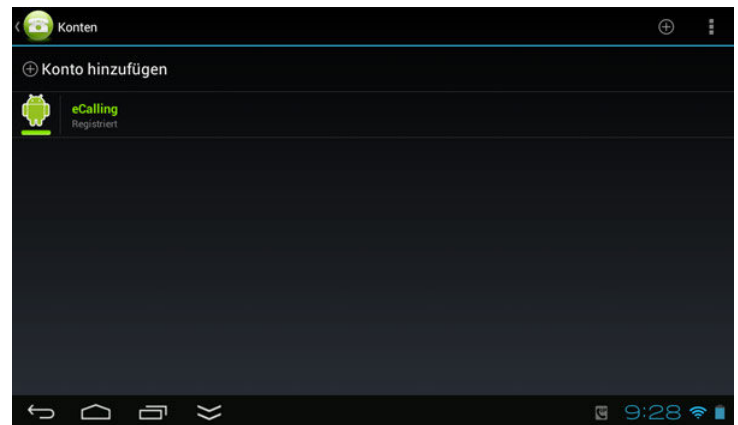 Konten
Konto hinzufügen
eCalling
Registriert
9:28